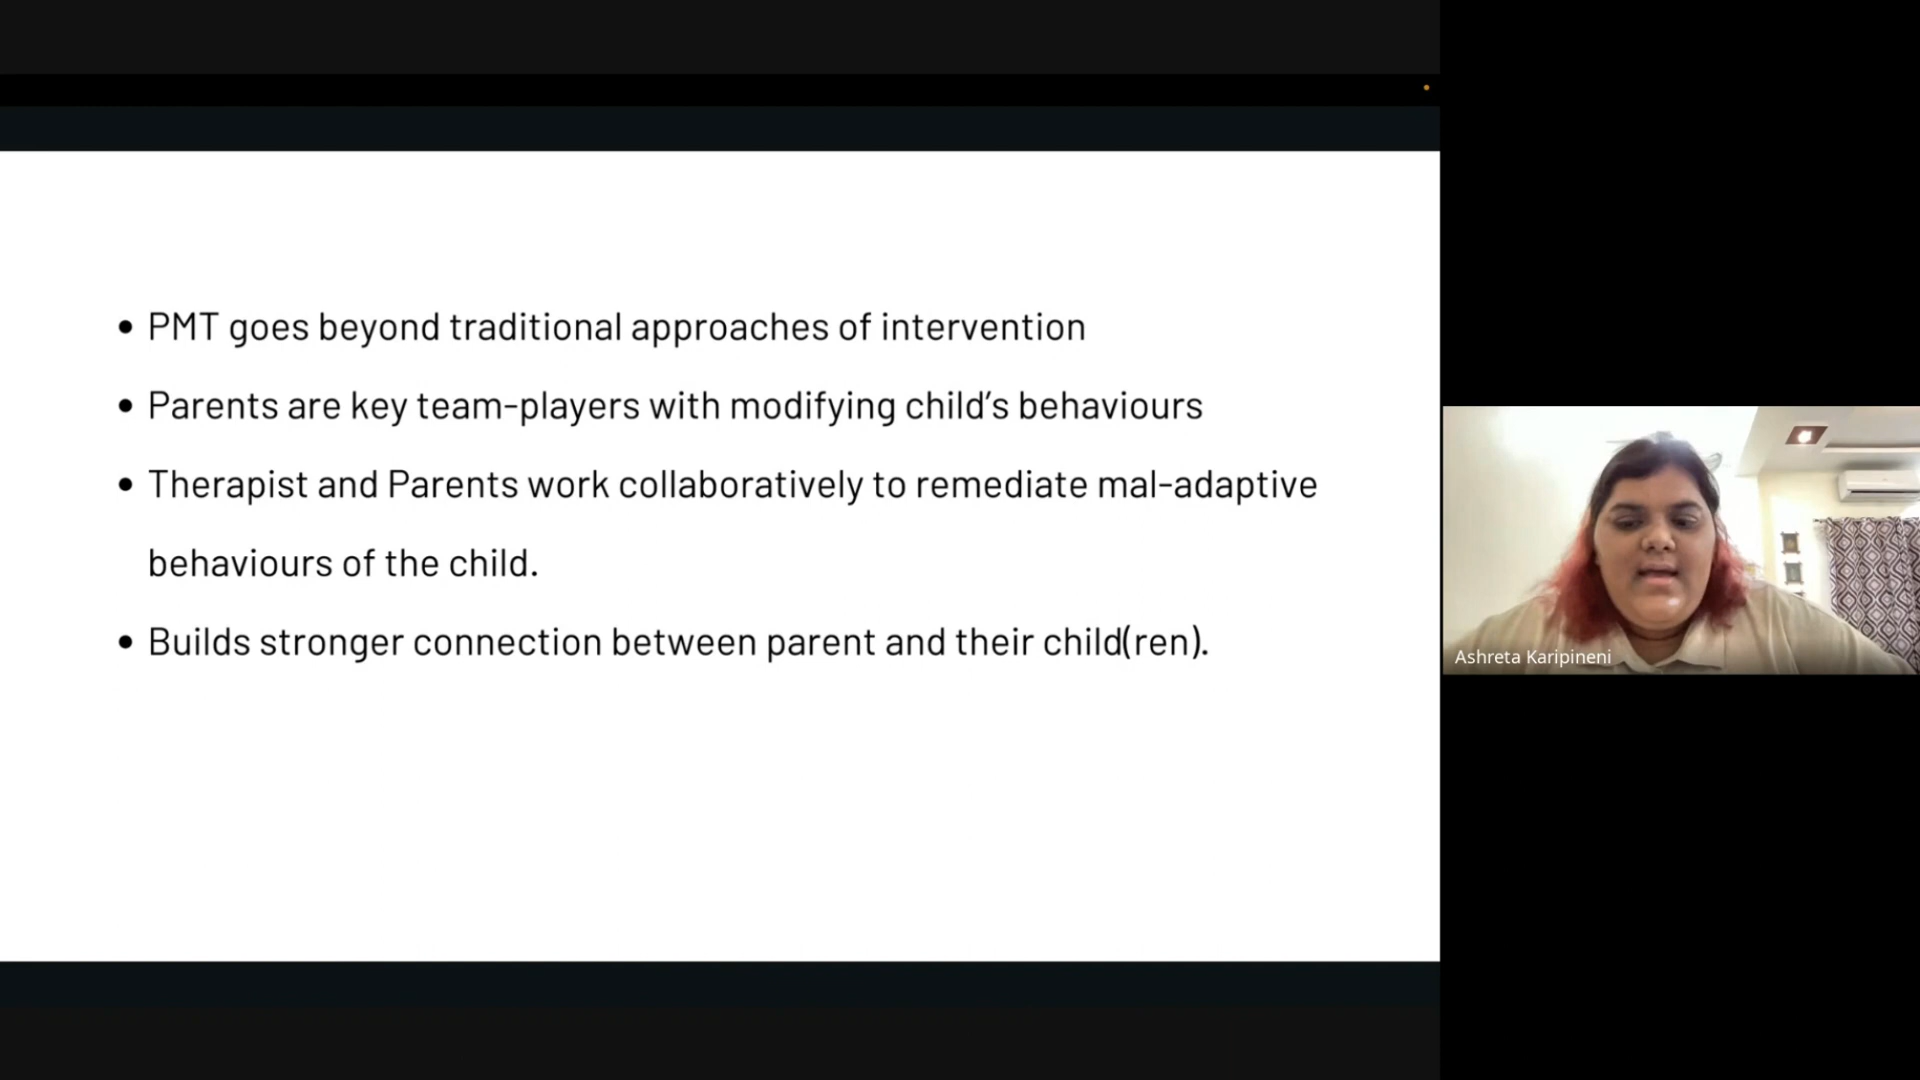 • PMT goes beyond traditional approaches of intervention
• Parents are key team-players with modifying child's behaviours
• Therapist and Parents work collaboratively to remediate mal-adaptive
behaviours of the child.
• Builds stronger connection between parent and their child(ren).
Ashreta Karipineni